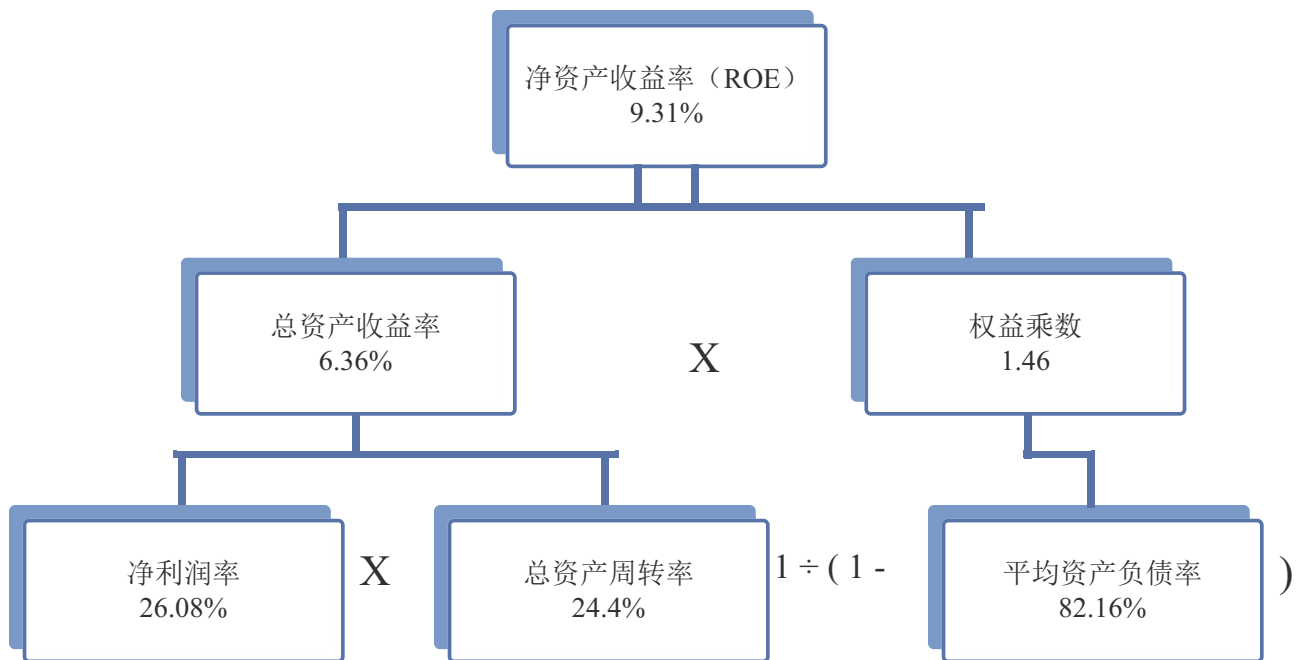 净资产收益率（ROE）
9.31%
总资产收益率
6.36%
X
权益乘数
1.46
净利润率
26.08%
X
总资产周转率
24.4%
1 ÷ ( 1 -
平均资产负债率
82.16%
)